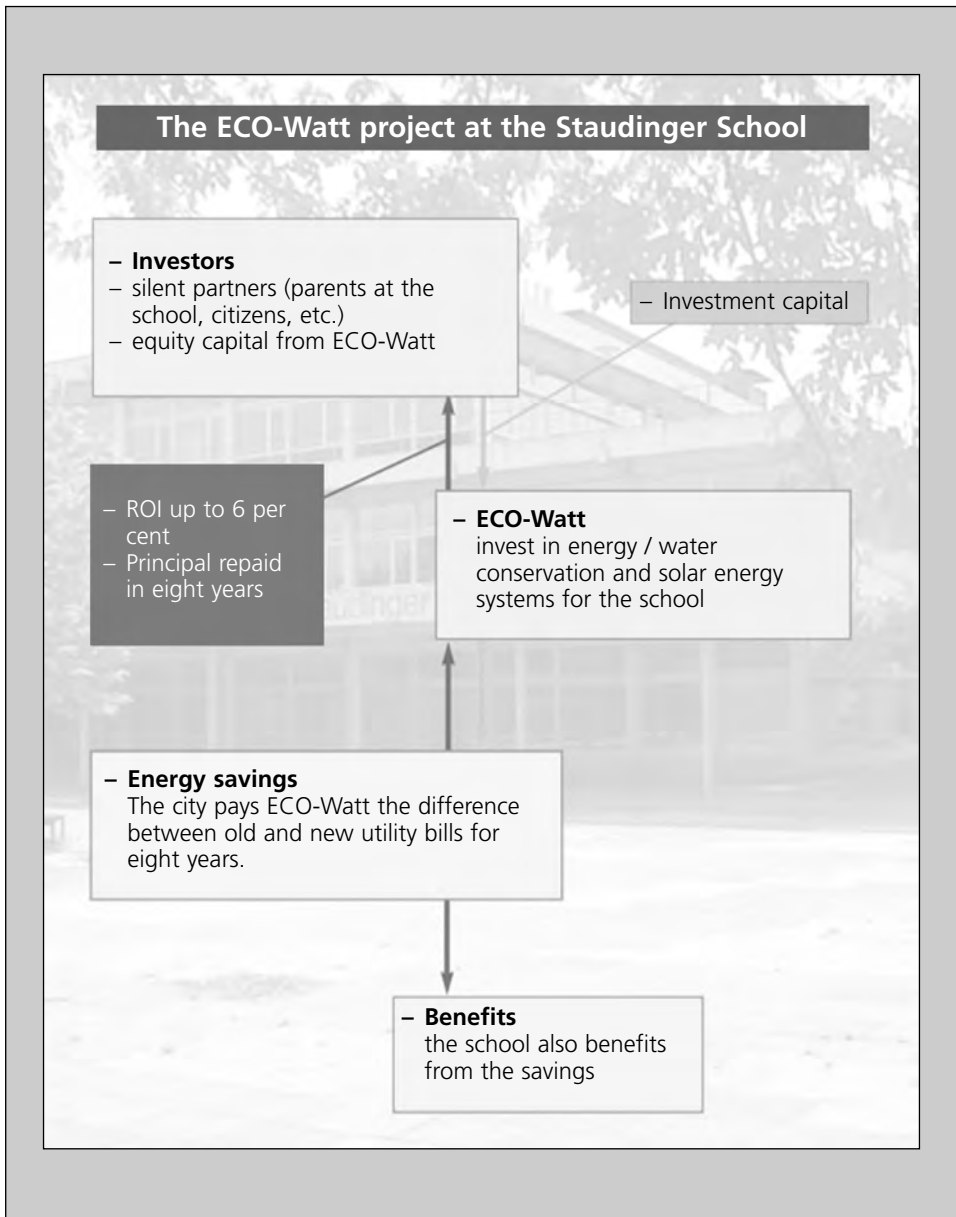 The ECO-Watt project at the Staudinger School
– Investors
– silent partners (parents at the
school, citizens, etc.)
– equity capital from ECO-Watt
– Investment capital
– ROI up to 6 per
cent
– Principal repaid
in eight years
– ECO-Watt
invest in energy / water
conservation and solar energy
systems for the school
– Energy savings
The city pays ECO-Watt the difference
between old and new utility bills for
eight years.
– Benefits
the school also benefits
from the savings